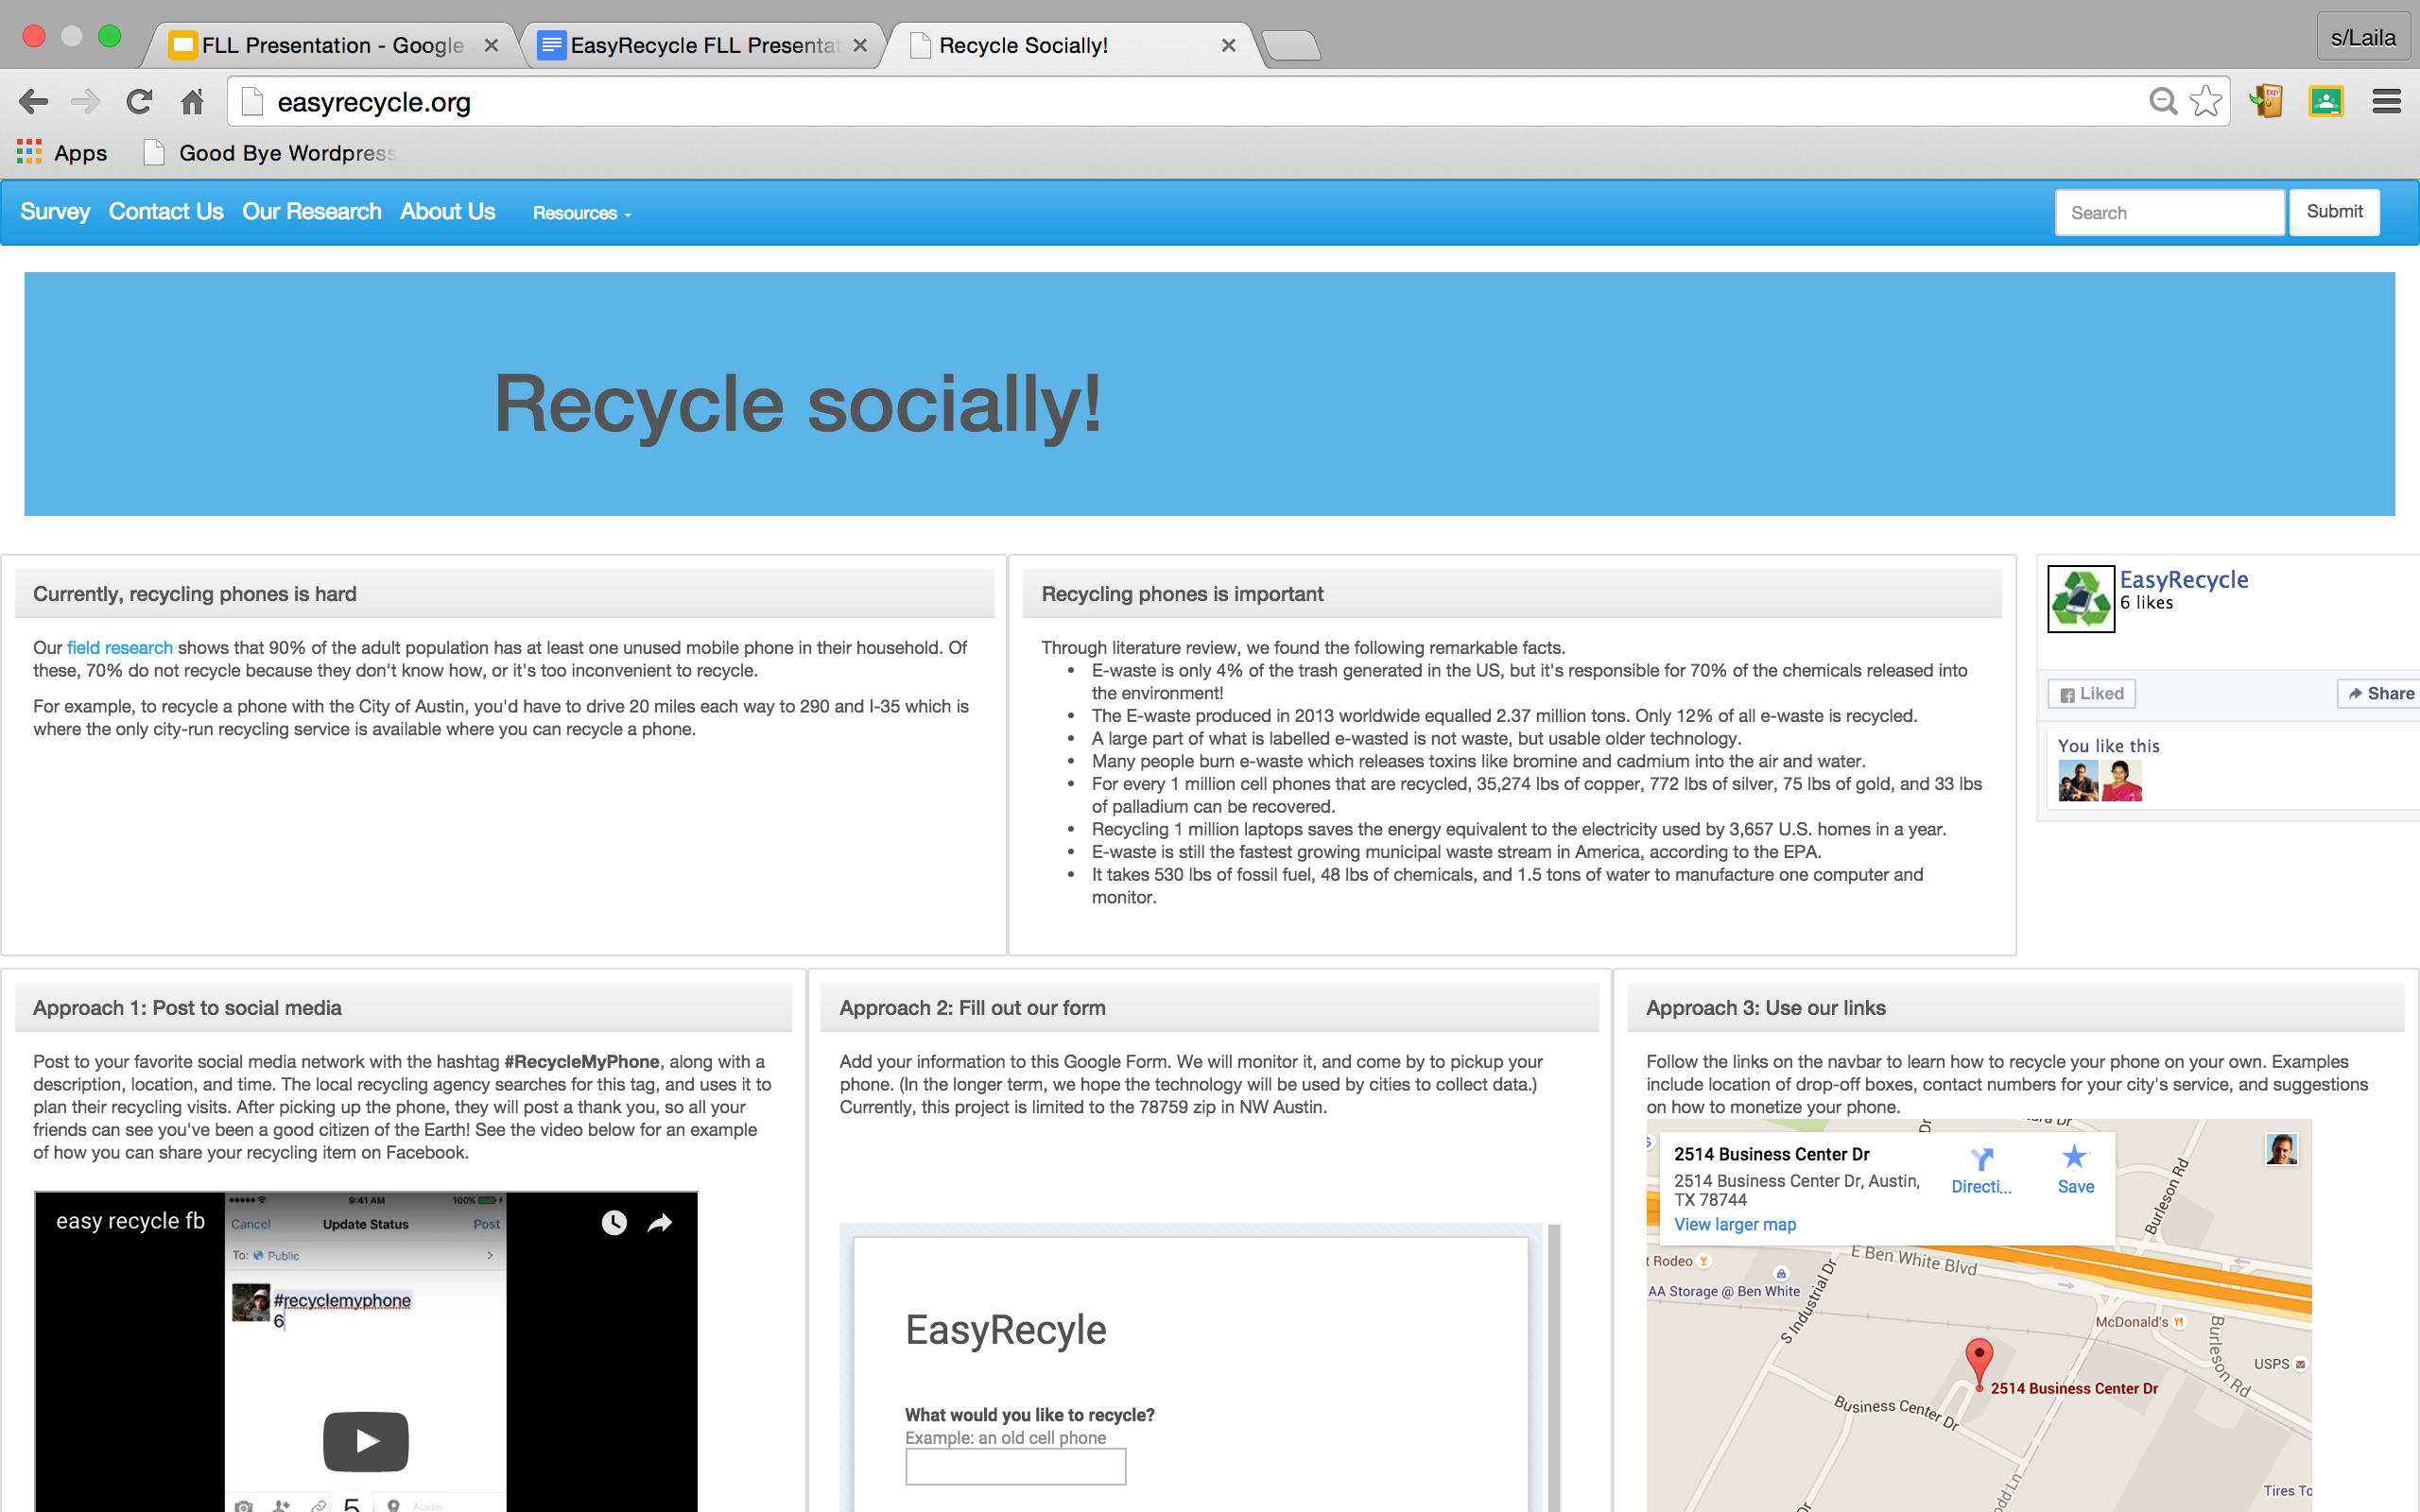 FLL Presentation - Google
EasyRecycle FLL Presenta
Recycle Socially!
s/Laila
easyrecycle.org
EXIT
Apps
Good Bye Wordpress
Survey Contact Us Our Research About Us Resources
Search
Submit
Recycle socially!
Currently, recycling phones is hard
Our field research shows that 90% of the adult population has at least one unused mobile phone in their household. Of
these, 70% do not recycle because they don't know how, or it's too inconvenient to recycle.
For example, to recycle a phone with the City of Austin, you'd have to drive 20 miles each way to 290 and I-35 which is
where the only city-run recycling service is available where you can recycle a phone.
Recycling phones is important
Through literature review, we found the following remarkable facts.
• E-waste is only 4% of the trash generated in the US, but it's responsible for 70% of the chemicals released into
the environment!
• The E-waste produced in 2013 worldwide equalled 2.37 million tons. Only 12% of all e-waste is recycled.
• A large part of what is labelled e-wasted is not waste, but usable older technology.
• Many people burn e-waste which releases toxins like bromine and cadmium into the air and water.
• For every 1 million cell phones that are recycled, 35,274 lbs of copper, 772 lbs of silver, 75 lbs of gold, and 33 lbs
of palladium can be recovered.
• Recycling 1 million laptops saves the energy equivalent to the electricity used by 3,657 U.S. homes in a year.
• E-waste is still the fastest growing municipal waste stream in America, according to the EPA.
• It takes 530 lbs of fossil fuel, 48 lbs of chemicals, and 1.5 tons of water to manufacture one computer and
monitor.
EasyRecycle
6 likes
Liked
Share
You like this
Approach 1: Post to social media
Post to your favorite social media network with the hashtag #RecycleMyPhone, along with a
description, location, and time. The local recycling agency searches for this tag, and uses it to
plan their recycling visits. After picking up the phone, they will post a thank you, so all your
friends can see you've been a good citizen of the Earth! See the video below for an example
of how you can share your recycling item on Facebook.
easy recycle fb
9:41 AM
100%
Cancel
Update Status
Post
To: Public
#recyclemyphone
6
5
Austin
Approach 2: Fill out our form
Add your information to this Google Form. We will monitor it, and come by to pickup your
phone. (In the longer term, we hope the technology will be used by cities to collect data.)
Currently, this project is limited to the 78759 zip in NW Austin.
EasyRecyle
What would you like to recycle?
Example: an old cell phone
Approach 3: Use our links
Follow the links on the navbar to learn how to recycle your phone on your own. Examples
include location of drop-off boxes, contact numbers for your city's service, and suggestions
on how to monetize your phone.
2514 Business Center Dr
2514 Business Center Dr, Austin,
TX 78744
View larger map
Directi...
Save
Dr
Burleson Rd
E Ben White Blvd
t Rodeo
AA Storage @ Ben White
S Industrial Dr
McDonald's
Burleson Rd
USPS
2514 Business Center Dr
Business Center Dr
Dr
Tires To